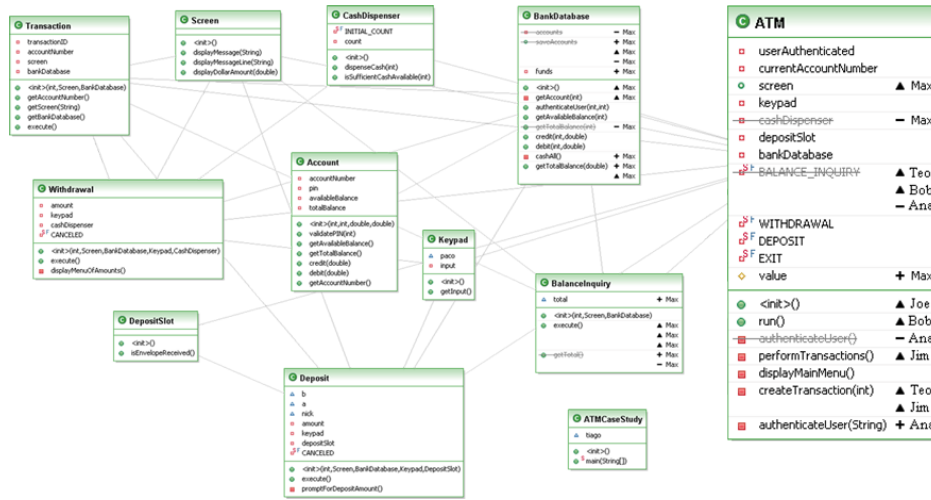 Transaction
transactionID
accountNumber
screen
bankDatabase
<init>(int,Screen,BankDatabase)
getAccountNumber()
getScreen(String)
getBankDatabase()
execute()
Screen
<init>()
displayMessage(String)
displayMessageLine(String)
displayDollarAmount(double)
CashDispenser
INITIAL_COUNT
count
<init>()
dispenseCash(int)
isSufficientCashAvailable(int)
BankDatabase
accounts − Max
saveAccounts + Max
▲ Max
− Max
funds + Max
<init>() ▲ Max
getAccount(int) ▲ Max
authenticateUser(int,int)
getAvailableBalance(int)
getTotalBalance(int) − Max
credit(int,double)
debit(int,double)
cashAll() + Max
getTotalBalance(double) + Max
▲ Max
Withdrawal
amount
keypad
cashDispenser
CANCELED
<init>(int,Screen,BankDatabase,Keypad,CashDispenser)
execute()
displayMenuOfAmounts()
Account
accountNumber
pin
availableBalance
totalBalance
<init>(int,int,double,double)
validatePIN(int)
getAvailableBalance()
getTotalBalance()
credit(double)
debit(double)
getAccountNumber()
Keypad
paco
input
<init>()
getInput()
BalanceInquiry
total + Max
<init>(int,Screen,BankDatabase)
execute() ▲ Max
▲ Max
▲ Max
getTotal() + Max
− Max
DepositSlot
<init>()
isEnvelopeReceived()
Deposit
b
a
nick
amount
keypad
depositSlot
CANCELED
<init>(int,Screen,BankDatabase,Keypad,DepositSlot)
execute()
promptForDepositAmount()
ATMCaseStudy
tiago
<init>()
main(String[])
ATM
userAuthenticated
currentAccountNumber
screen ▲ Max
keypad
cashDispenser − Max
depositSlot
bankDatabase
BALANCE_INQUIRY ▲ Teo
▲ Bob
− Ana
WITHDRAWAL
DEPOSIT
EXIT
value + Max
<init>() ▲ Joe
run() ▲ Bob
authenticateUser() − Ana
performTransactions() ▲ Jim
displayMainMenu()
createTransaction(int) ▲ Teo
▲ Jim
authenticateUser(String) + Ana